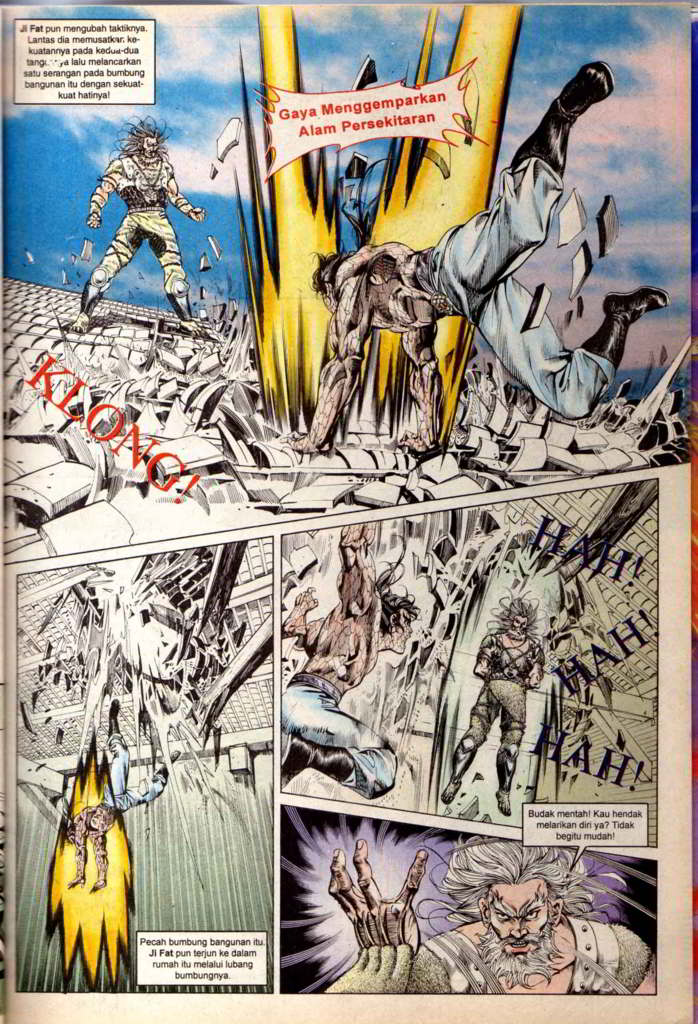 Ji Fat pun mengubah taktiknya.
Lantas dia memusatkan ke-
kuatannya pada kedua-dua
tangannya lalu melancarkan
satu serangan pada bumbung
bangunan itu dengan sekuat-
kuat hatinya!
Gaya Menggemparkan
Alam Persekitaran
KLONG!
HAH!
HAH!
HAH!
Pecah bumbung bangunan itu.
Ji Fat pun terjun ke dalam
rumah itu melalui lubang
bumbungnya.
Budak mentah! Kau hendak
melarikan diri ya? Tidak
begitu mudah!